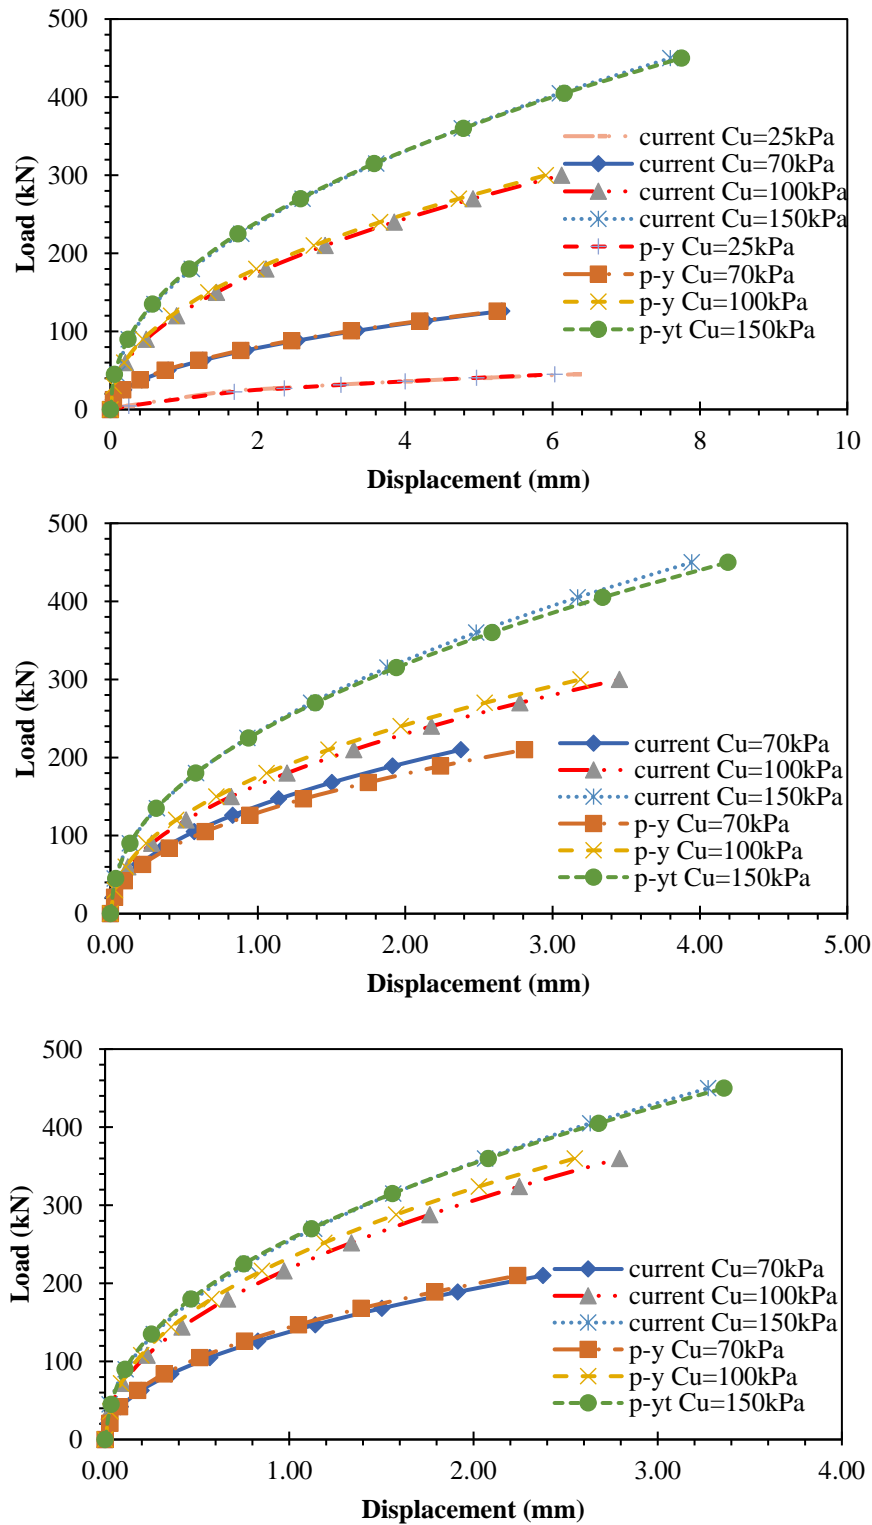 500
400
300
200
100
0
Load (kN)
current Cu=25kPa
current Cu=70kPa
current Cu=100kPa
current Cu=150kPa
p-y Cu=25kPa
p-y Cu=70kPa
p-y Cu=100kPa
p-yt Cu=150kPa
0 2 4 6 8 10
Displacement (mm)
500
400
300
200
100
0
Load (kN)
current Cu=70kPa
current Cu=100kPa
current Cu=150kPa
p-y Cu=70kPa
p-y Cu=100kPa
p-yt Cu=150kPa
0.00 1.00 2.00 3.00 4.00 5.00
Displacement (mm)
500
400
300
200
100
0
Load (kN)
current Cu=70kPa
current Cu=100kPa
current Cu=150kPa
p-y Cu=70kPa
p-y Cu=100kPa
p-yt Cu=150kPa
0.00 1.00 2.00 3.00 4.00
Displacement (mm)